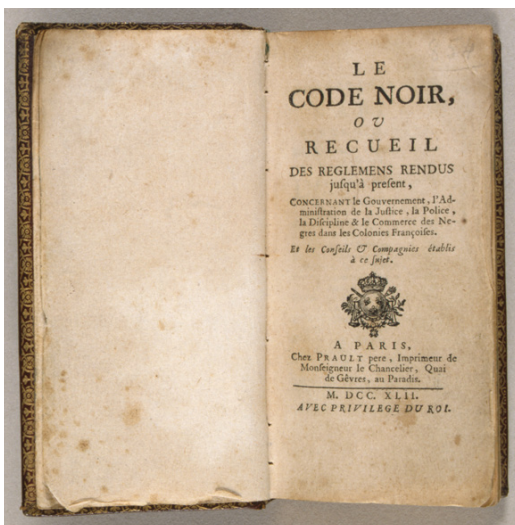 LE
CODE NOIR,
OU
RECUEIL
DES REGLEMENS RENDUS
jusqu'à present,
CONCERNANT le Gouvernement, l'Ad-
ministration de la Justice, la Police,
la Discipline & le Commerce des Ne-
gres dans les Colonies Françoises.
Et les Conseils & Compagnies établis
à ce sujet.
A PARIS,
Chez PRAULT pere, Imprimeur de
Monseigneur le Chancelier, Quai
de Gêvres, au Paradis.
M. DCC. XLII.
AVEC PRIVILEGE DU ROI.